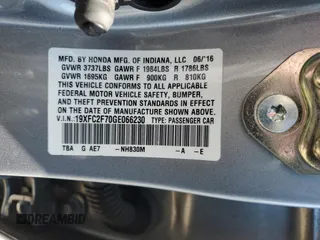 MFD. BY HONDA MFG. OF INDIANA, LLC 06/16
GVWR 3737LBS GAWR F 1984LBS R 1786LBS
GVWR 1695KG GAWR F 900KG R 810KG
THIS VEHICLE CONFORMS TO ALL APPLICABLE
FEDERAL MOTOR VEHICLE SAFETY, BUMPER,
AND THEFT PREVENTION STANDARDS IN EFFECT
ON THE DATE OF MANUFACTURE SHOWN ABOVE.
V.I.N.: 19XFC2F70GE066230 TYPE: PASSENGER CAR
TBA G AE7 -NH830M -A -E
DREAMBID